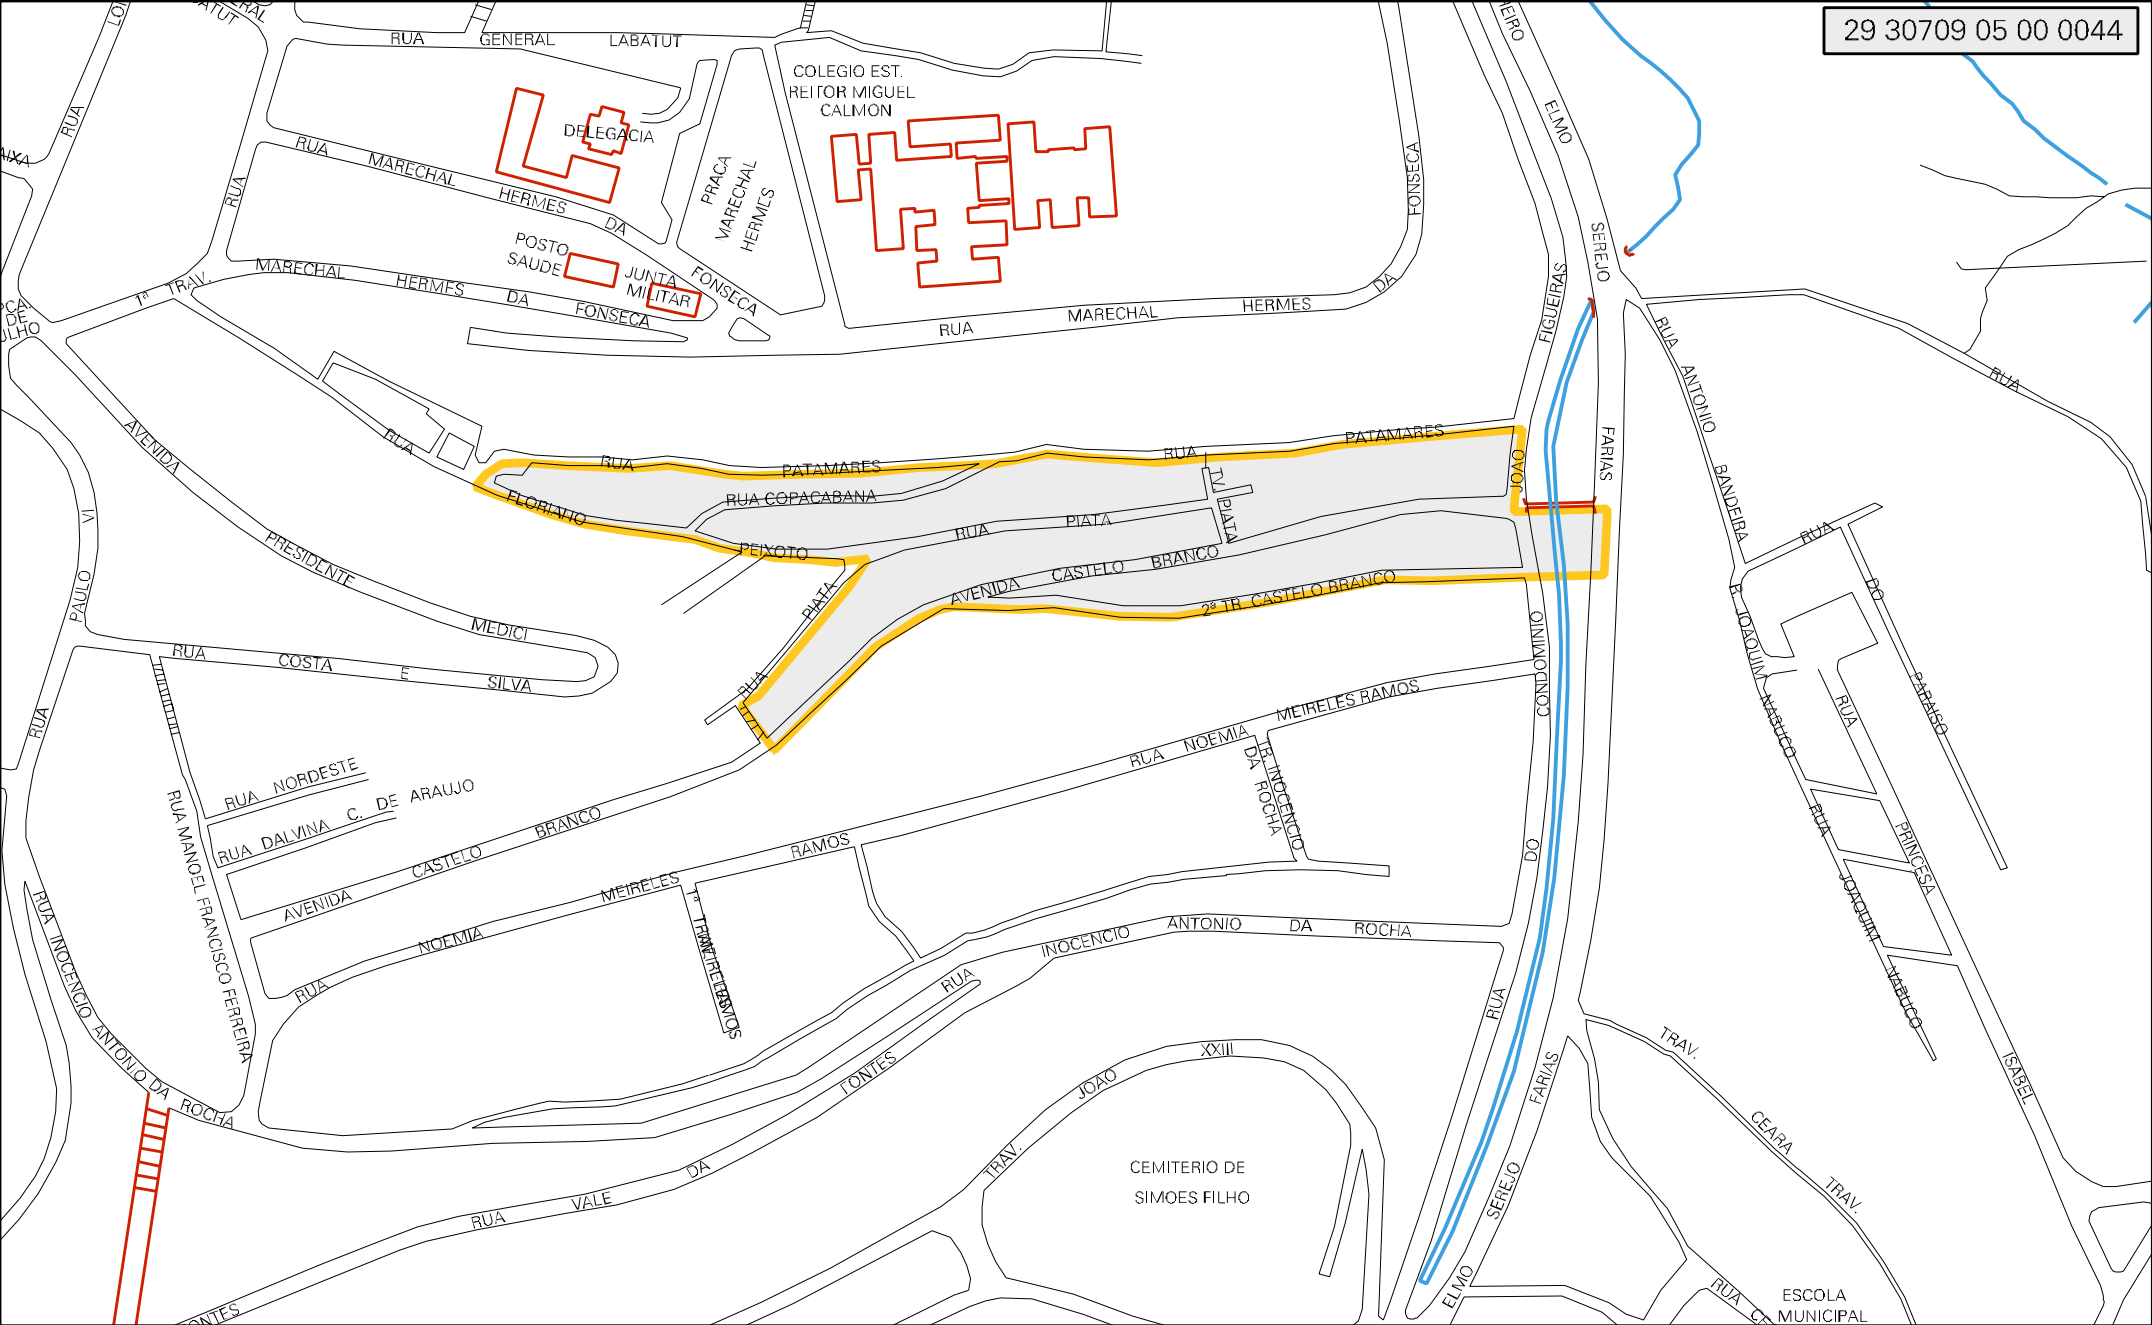 29 30709 05 00 0044
RUA GENERAL LABATUT
COLEGIO EST.
REITOR MIGUEL
CALMON
DELEGACIA
RUA
RUA
RUA MARECHAL HERMES DA FONSECA
PRACA
MARECHAL
HERMES
POSTO
SAUDE
JUNTA
MILITAR
1ª TRAV.
MARECHAL HERMES DA FONSECA
RUA MARECHAL HERMES DA FONSECA
ELMO SEREJO FARIAS
JOAO FIGUEIRAS
RUA ANTONIO BANDEIRA
RUA
RUA FLORIANO PEIXOTO
RUA PATAMARES
RUA PATAMARES
RUA COPACABANA
RUA PIATA
TV. PIATA
RUA PIATA
AVENIDA CASTELO BRANCO
2ª TR. CASTELO BRANCO
AVENIDA PRESIDENTE MEDICI
RUA PAULO VI
RUA COSTA E SILVA
RUA NORDESTE
RUA DALVINA C. DE ARAUJO
AVENIDA CASTELO BRANCO
RUA MANOEL FRANCISCO FERREIRA
RUA NOEMIA MEIRELES RAMOS
RUA NOEMIA MEIRELES RAMOS
TR. INOCENCIO
DA ROCHA
RUA INOCENCIO ANTONIO DA ROCHA
RUA INOCENCIO ANTONIO DA ROCHA
RUA DO CONDOMINIO
RUA DO PARAISO
R. JOAQUIM NABUCO
RUA JOAQUIM NABUCO
RUA PRINCESA ISABEL
RUA VALE DA FONTES
TRAV. JOAO XXIII
CEMITERIO DE
SIMOES FILHO
ELMO SEREJO FARIAS
TRAV. CEARA
TRAV.
RUA
ESCOLA
MUNICIPAL